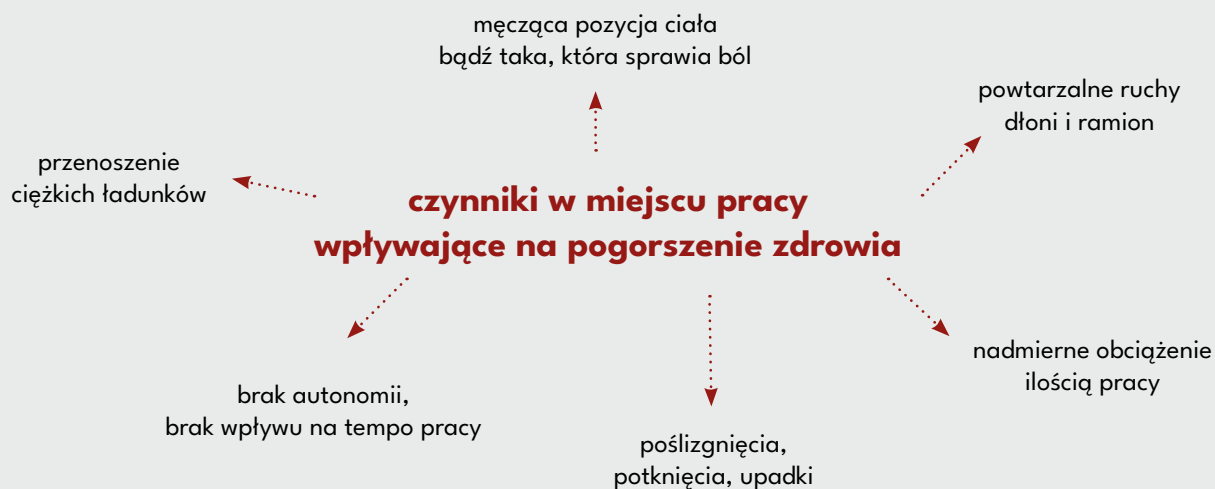 męcząca pozycja ciała
bądź taka, która sprawia ból
powtarzalne ruchy
dłoni i ramion
przenoszenie
ciężkich ładunków
czynniki w miejscu pracy
wpływające na pogorszenie zdrowia
nadmierne obciążenie
ilością pracy
brak autonomii,
brak wpływu na tempo pracy
poślizgnięcia,
potknięcia, upadki